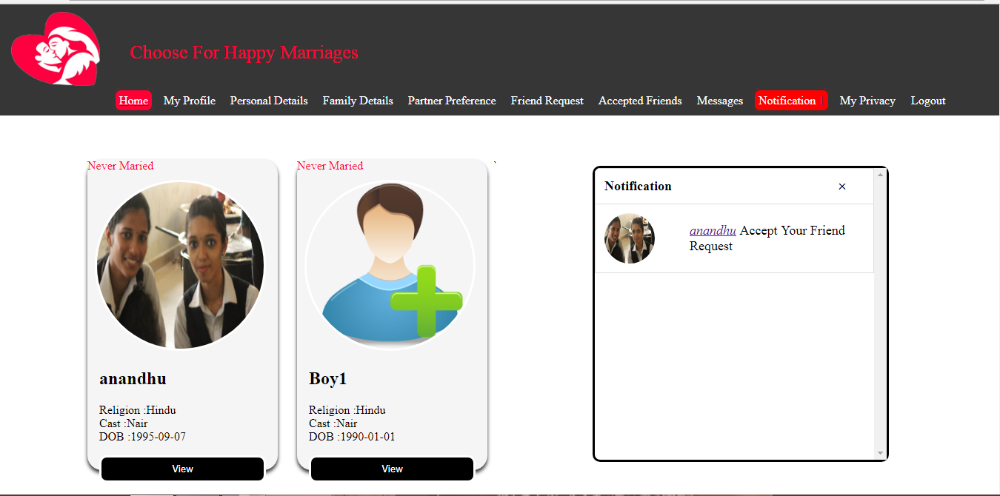 Choose For Happy Marriages
Home My Profile Personal Details Family Details Partner Preference Friend Request Accepted Friends Messages Notification My Privacy Logout
Never Maried
Never Maried
`
anandhu
Religion :Hindu
Cast :Nair
DOB :1995-09-07
View
Boy1
Religion :Hindu
Cast :Nair
DOB :1990-01-01
View
Notification ×
anandhu Accept Your Friend
Request